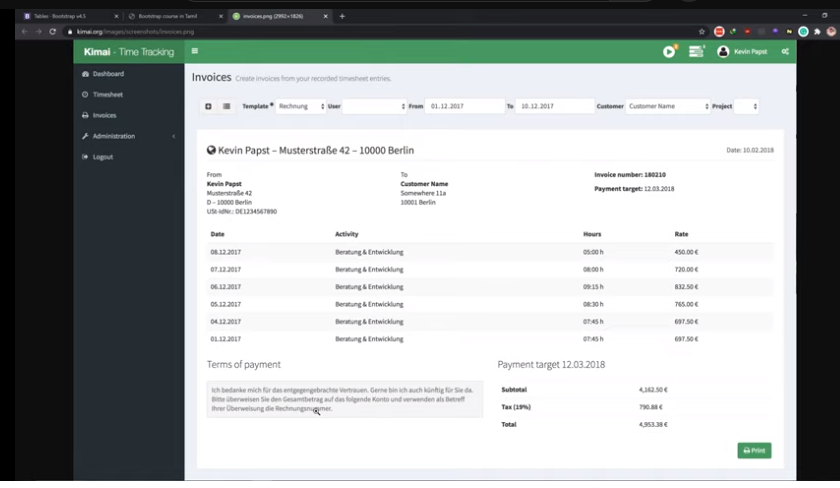 Tables · Bootstrap v4.5
Bootstrap course in Tamil
invoices.png (2992×1826)
kimai.org/images/screenshots/invoices.png
Kimai - Time Tracking
Kevin Papst
Dashboard
Timesheet
Invoices
Administration
Logout
Invoices Create invoices from your recorded timesheet entries.
Template* Rechnung User From 01.12.2017 To 10.12.2017 Customer Customer Name Project
Kevin Papst – Musterstraße 42 – 10000 Berlin Date: 10.02.2018
From
Kevin Papst
Musterstraße 42
D – 10000 Berlin
USt-IdNr.: DE1234567890
To
Customer Name
Somewhere 11a
10001 Berlin
Invoice number: 180210
Payment target: 12.03.2018
Date Activity Hours Rate
08.12.2017 Beratung & Entwicklung 05:00 h 450.00 €
07.12.2017 Beratung & Entwicklung 08:00 h 720.00 €
06.12.2017 Beratung & Entwicklung 09:15 h 832.50 €
05.12.2017 Beratung & Entwicklung 08:30 h 765.00 €
04.12.2017 Beratung & Entwicklung 07:45 h 697.50 €
01.12.2017 Beratung & Entwicklung 07:45 h 697.50 €
Terms of payment
Ich bedanke mich für das entgegengebrachte Vertrauen. Gerne bin ich auch künftig für Sie da.
Bitte überweisen Sie den Gesamtbetrag auf das folgende Konto und verwenden als Betreff
Ihrer Überweisung die Rechnungsnummer.
Payment target 12.03.2018
Subtotal 4,162.50 €
Tax (19%) 790.88 €
Total 4,953.38 €
Print